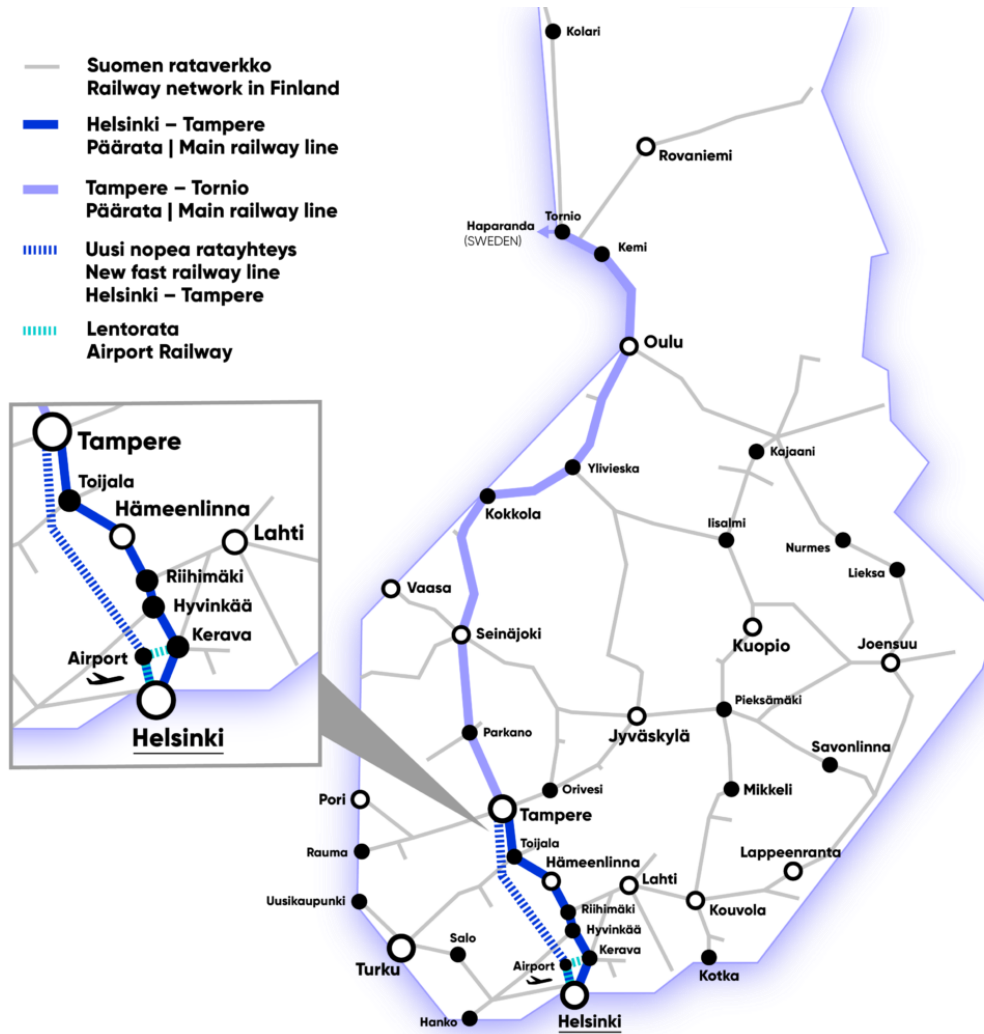 Suomen rataverkko
Railway network in Finland
Helsinki – Tampere
Päärata | Main railway line
Tampere – Tornio
Päärata | Main railway line
Uusi nopea ratayhteys
New fast railway line
Helsinki – Tampere
Lentorata
Airport Railway
Tampere
Toijala
Hämeenlinna
Lahti
Riihimäki
Hyvinkää
Kerava
Airport
Helsinki
Kolari
Rovaniemi
Tornio
Haparanda
(SWEDEN)
Kemi
Oulu
Kajaani
Ylivieska
Kokkola
Iisalmi
Nurmes
Lieksa
Vaasa
Seinäjoki
Kuopio
Joensuu
Pieksämäki
Jyväskylä
Parkano
Savonlinna
Orivesi
Mikkeli
Pori
Tampere
Rauma
Toijala
Hämeenlinna
Lappeenranta
Lahti
Uusikaupunki
Riihimäki
Kouvola
Hyvinkää
Salo
Kerava
Turku
Airport
Kotka
Hanko
Helsinki